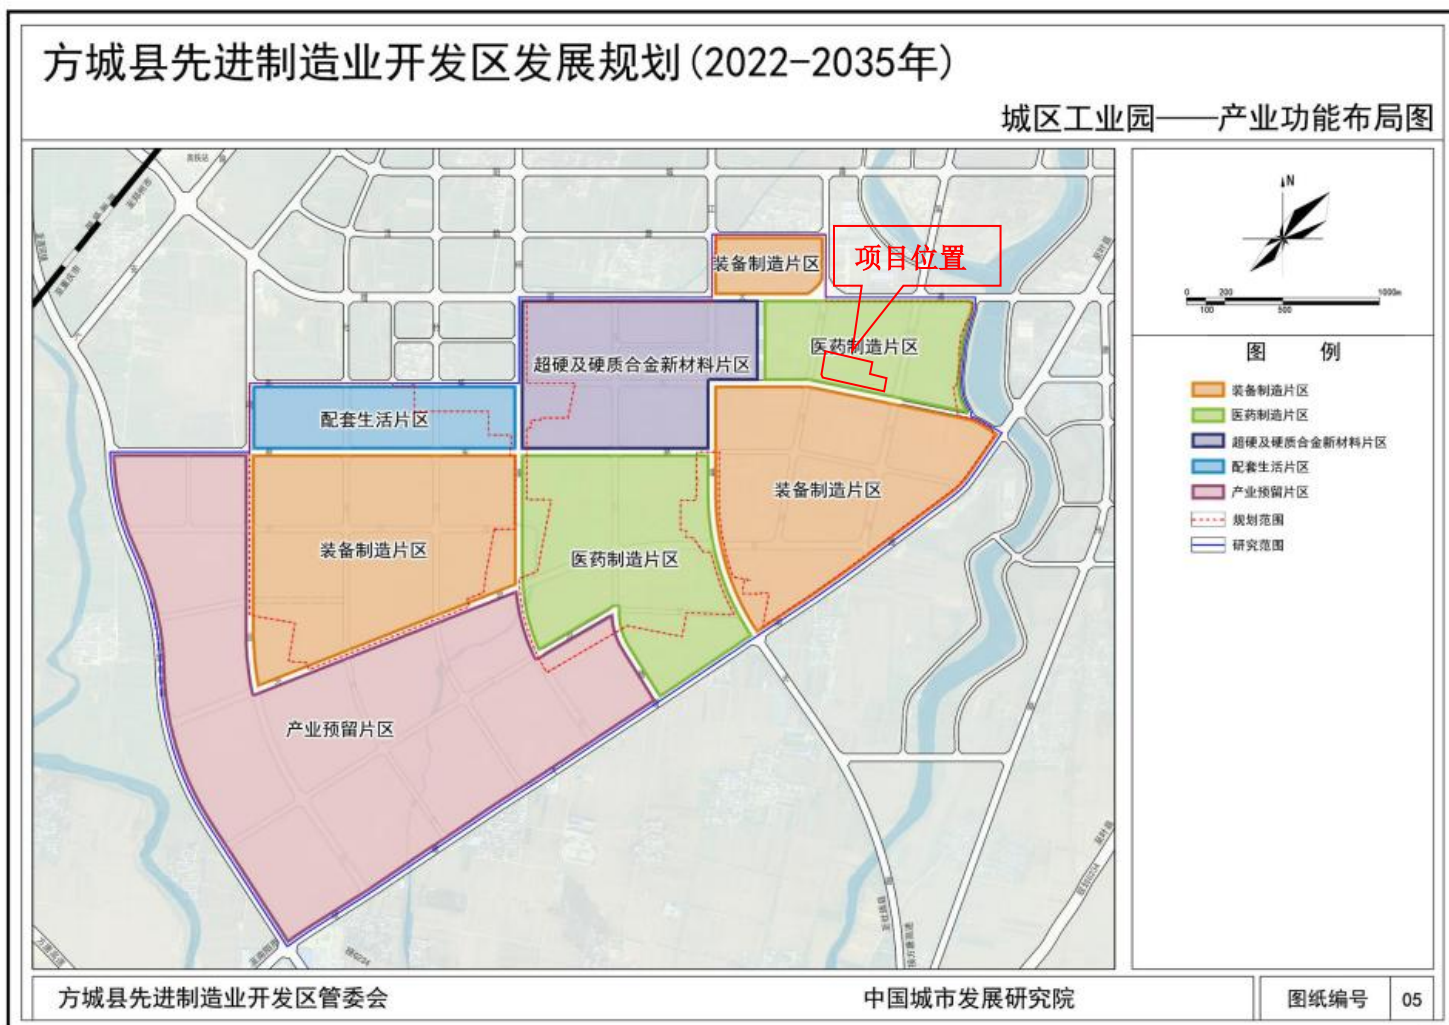 方城县先进制造业开发区发展规划(2022-2035年)
城区工业园——产业功能布局图
N
0 200 1000m
100 500
图 例
装备制造片区
医药制造片区
超硬及硬质合金新材料片区
配套生活片区
产业预留片区
规划范围
研究范围
装备制造片区
项目位置
医药制造片区
超硬及硬质合金新材料片区
配套生活片区
装备制造片区
装备制造片区
医药制造片区
产业预留片区
方城县先进制造业开发区管委会
中国城市发展研究院
图纸编号 05